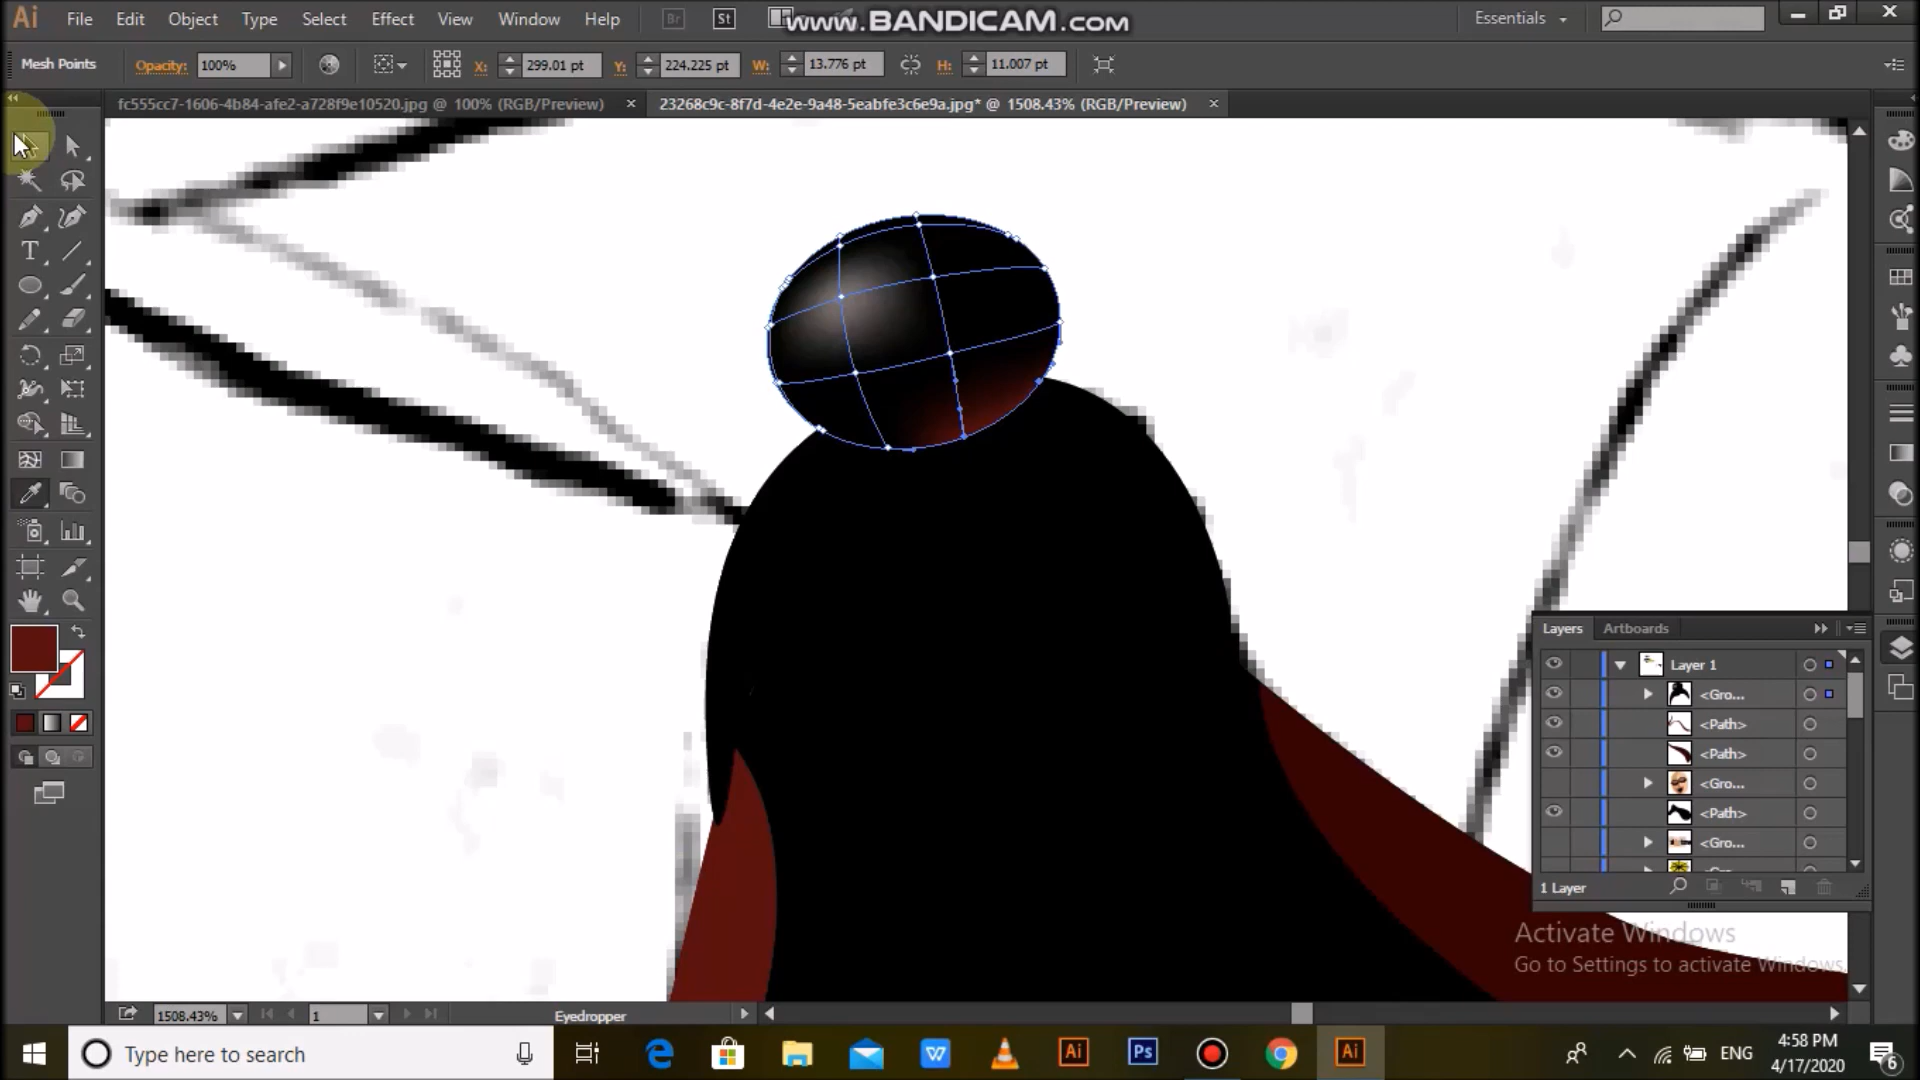 Ai File Edit Object Type Select Effect View Window Help Br St www.BANDICAM.com Essentials
Mesh Points Opacity: 100% X: 299.01 pt Y: 224.225 pt W: 13.776 pt H: 11.007 pt
fc555cc7-1606-4b84-afe2-a728f9e10520.jpg @ 100% (RGB/Preview) 23268c9c-8f7d-4e2e-9a48-5eabfe3c6e9a.jpg* @ 1508.43% (RGB/Preview)
Layers Artboards
Layer 1
<Gro...
<Path>
<Path>
<Gro...
<Path>
<Gro...
1 Layer
Activate Windows
Go to Settings to activate Windows.
1508.43% 1 Eyedropper
Type here to search Ai Ps Ai ENG 4:58 PM
4/17/2020 6